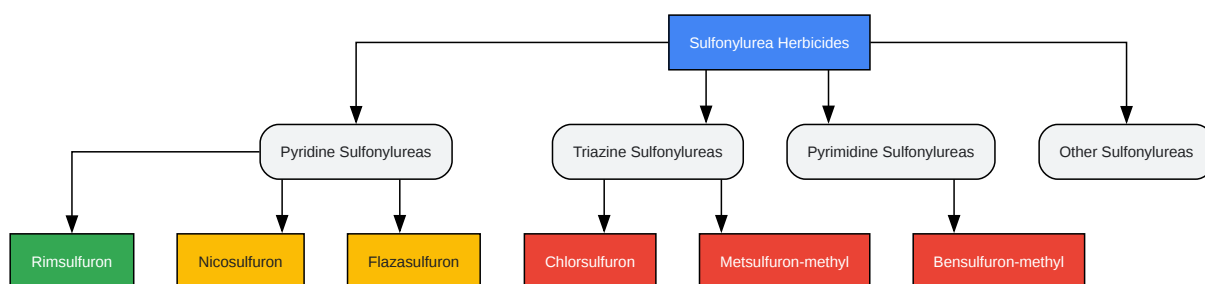 Sulfonylurea Herbicides
Pyridine Sulfonylureas
Triazine Sulfonylureas
Pyrimidine Sulfonylureas
Other Sulfonylureas
Rimsulfuron
Nicosulfuron
Flazasulfuron
Chlorsulfuron
Metsulfuron-methyl
Bensulfuron-methyl